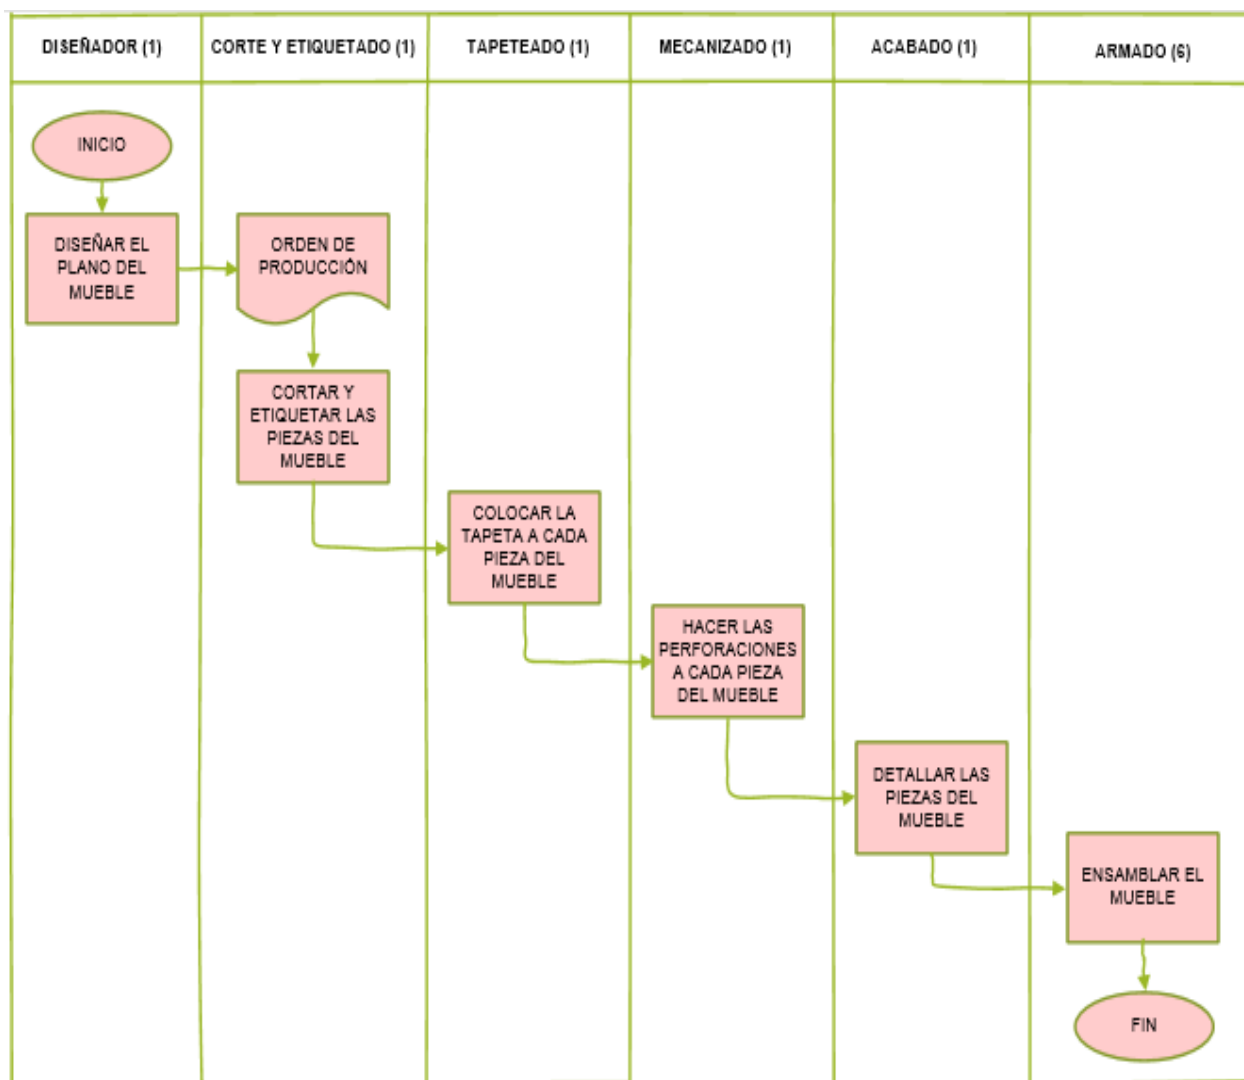 DISEÑADOR (1)
CORTE Y ETIQUETADO (1)
TAPETEADO (1)
MECANIZADO (1)
ACABADO (1)
ARMADO (6)
INICIO
DISEÑAR EL
PLANO DEL
MUEBLE
ORDEN DE
PRODUCCIÓN
CORTAR Y
ETIQUETAR LAS
PIEZAS DEL
MUEBLE
COLOCAR LA
TAPETA A CADA
PIEZA DEL
MUEBLE
HACER LAS
PERFORACIONES
A CADA PIEZA
DEL MUEBLE
DETALLAR LAS
PIEZAS DEL
MUEBLE
ENSAMBLAR EL
MUEBLE
FIN